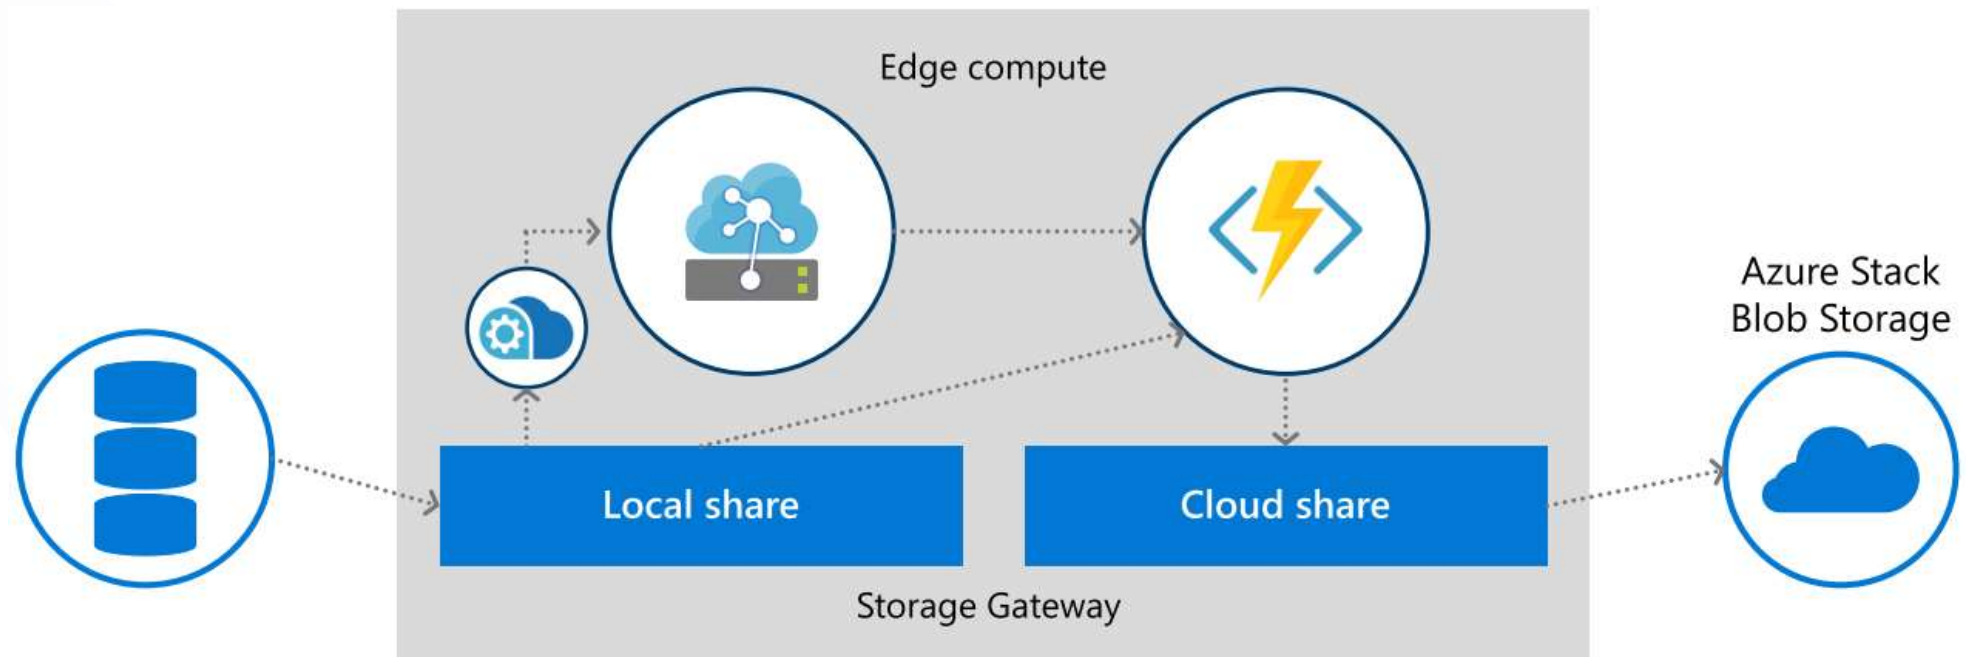 Edge compute
Azure Stack
Blob Storage
Local share
Cloud share
Storage Gateway